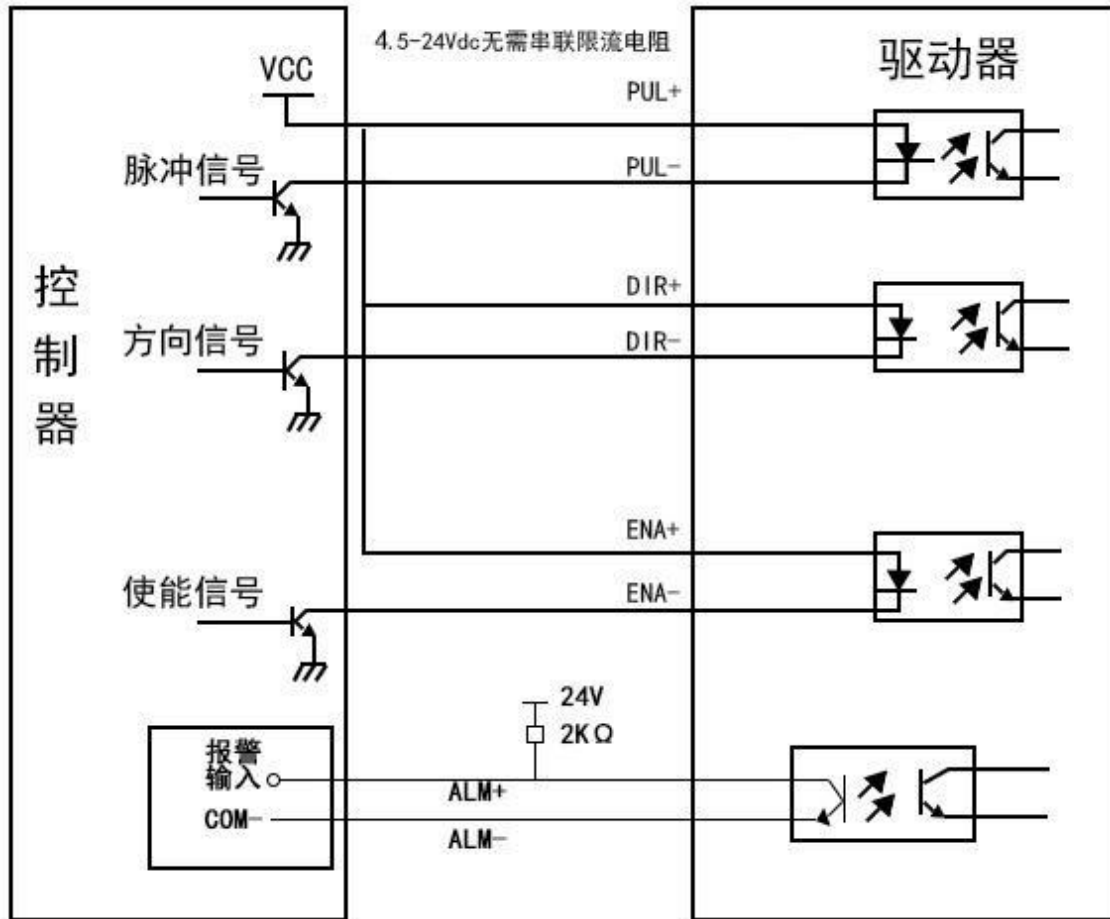 4.5-24Vdc无需串联限流电阻
驱动器
VCC
PUL+
脉冲信号
PUL-
控制器
DIR+
方向信号
DIR-
ENA+
使能信号
ENA-
24V
2KΩ
报警
输入
ALM+
COM-
ALM-